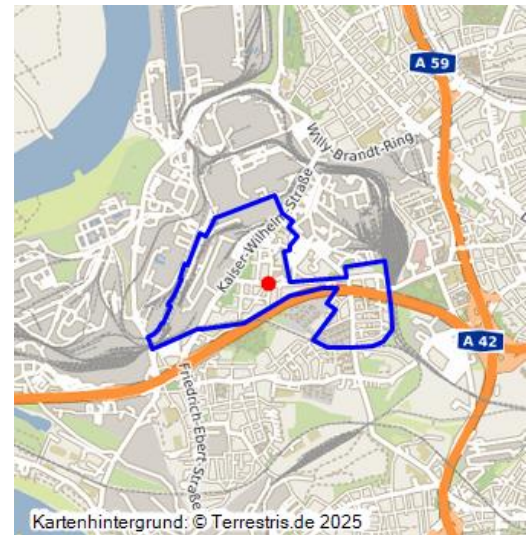 A 59
Willy-Brandt-Ring
Kaiser-Wilhelm-Straße
A 42
Friedrich-Ebert-Straße
Kartenhintergrund: © Terrestris.de 2025